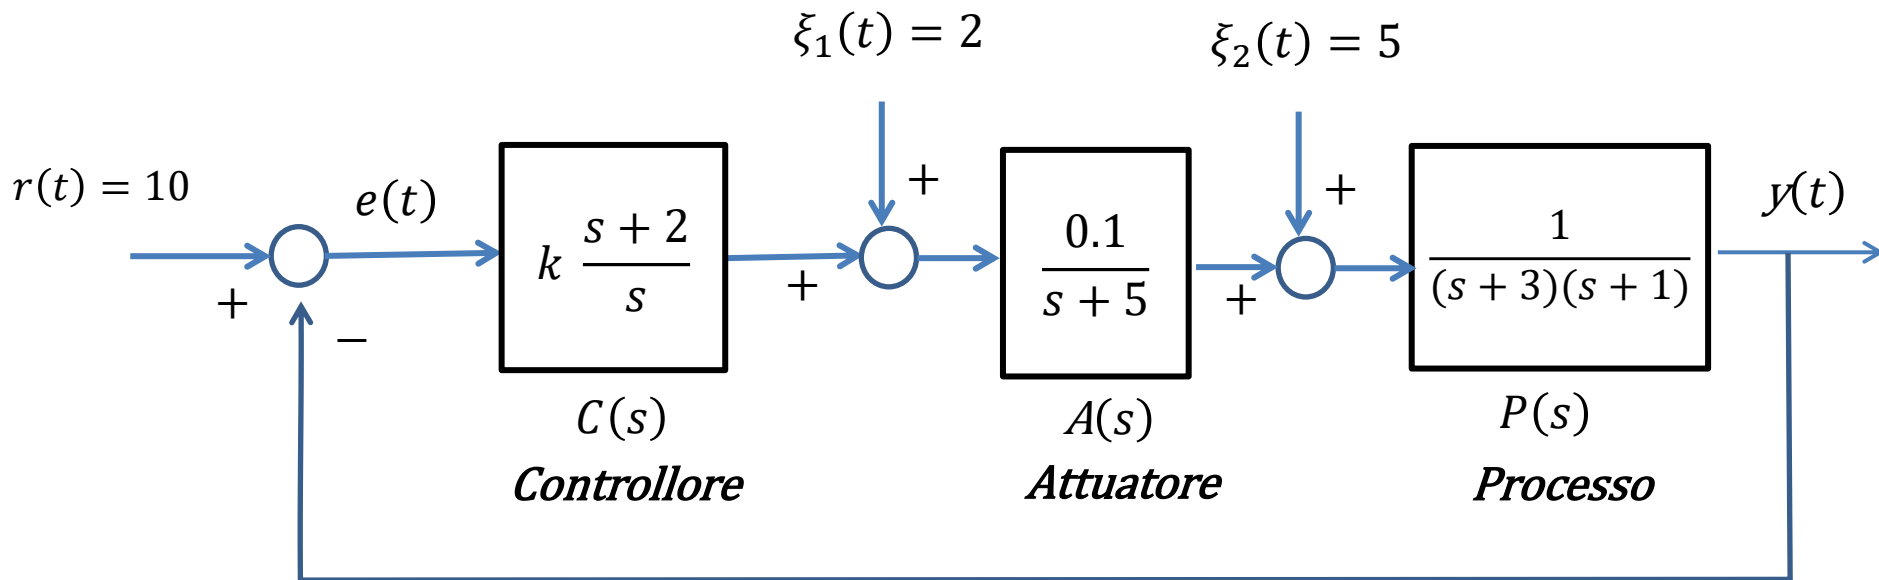 ξ₁(t) = 2
ξ₂(t) = 5
r(t) = 10
e(t)
y(t)
+
+
+
+
+
−
k (s + 2)/s
0.1/(s + 5)
1/((s + 3)(s + 1))
C(s)
A(s)
P(s)
Controllore
Attuatore
Processo